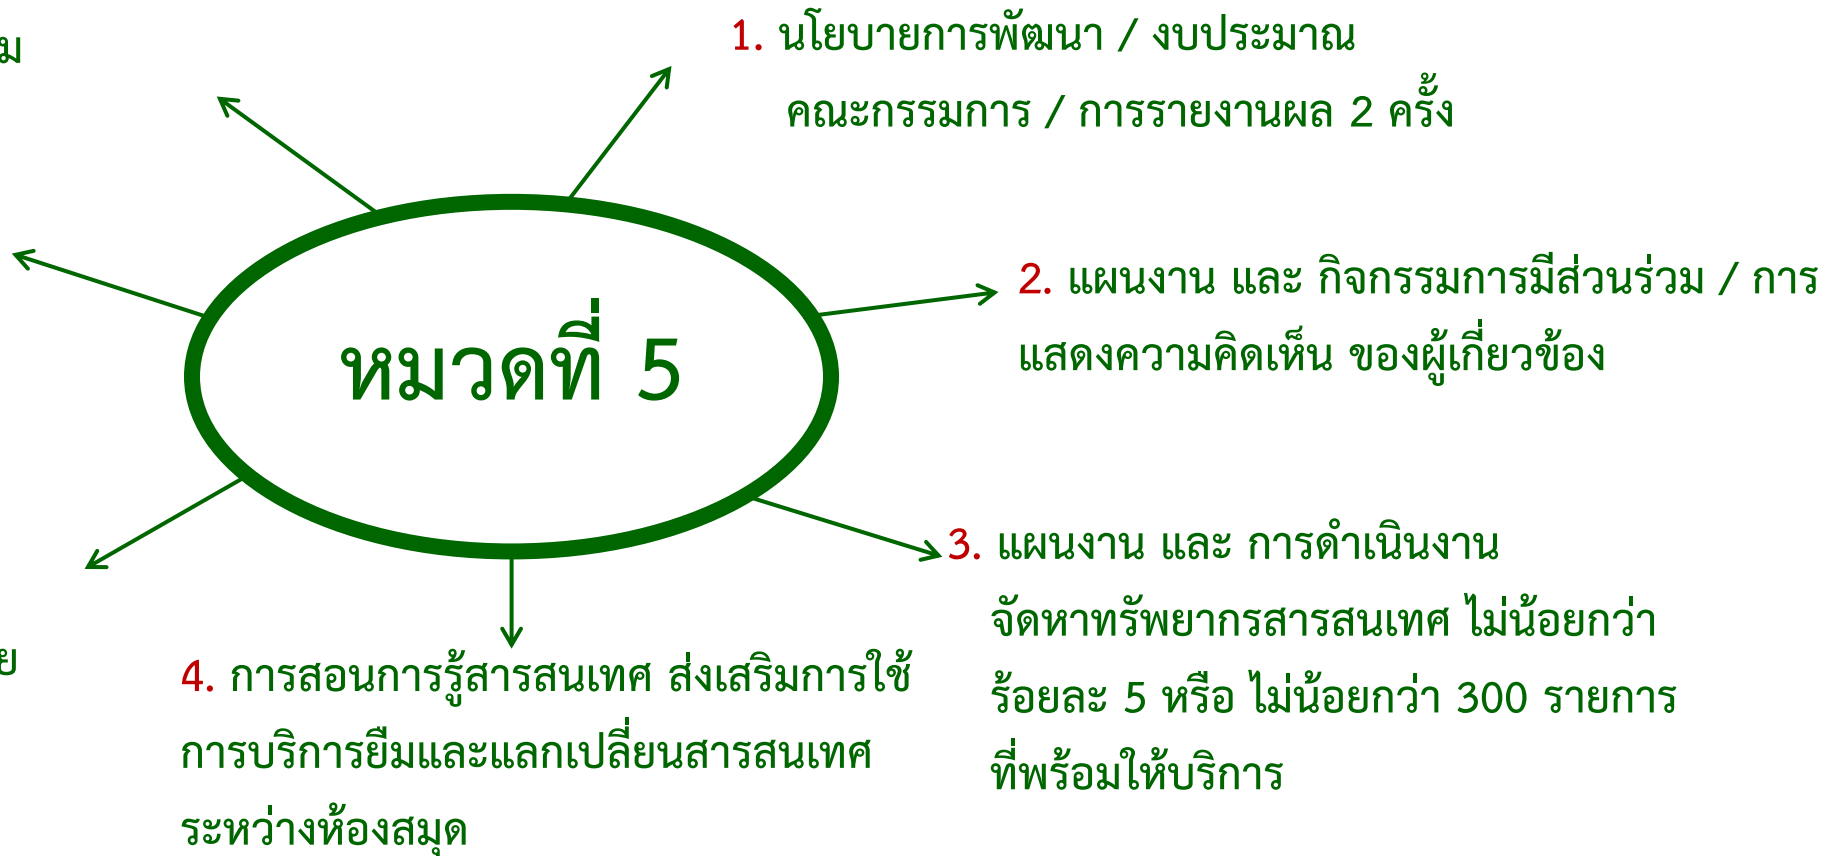 1. นโยบายการพัฒนา / งบประมาณ
คณะกรรมการ / การรายงานผล 2 ครั้ง
2. แผนงาน และ กิจกรรมการมีส่วนร่วม / การ
แสดงความคิดเห็น ของผู้เกี่ยวข้อง
หมวดที่ 5
3. แผนงาน และ การดำเนินงาน
จัดหาทรัพยากรสารสนเทศ ไม่น้อยกว่า
ร้อยละ 5 หรือ ไม่น้อยกว่า 300 รายการ
ที่พร้อมให้บริการ
4. การสอนการรู้สารสนเทศ ส่งเสริมการใช้
การบริการยืมและแลกเปลี่ยนสารสนเทศ
ระหว่างห้องสมุด